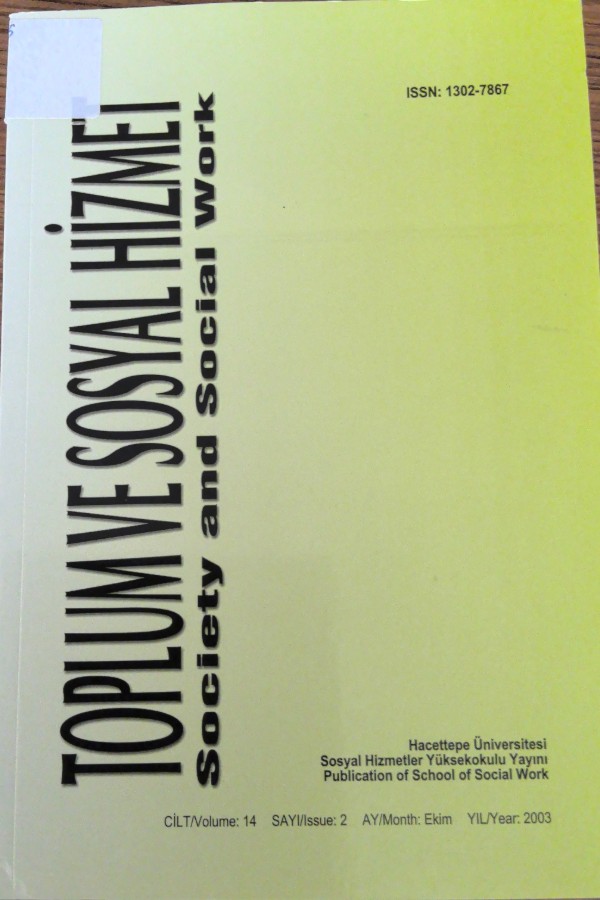 ISSN: 1302-7867
TOPLUM VE SOSYAL HİZMET
Society and Social Work
Hacettepe Üniversitesi
Sosyal Hizmetler Yüksekokulu Yayını
Publication of School of Social Work
CİLT/Volume: 14 SAYI/Issue: 2 AY/Month: Ekim YIL/Year: 2003